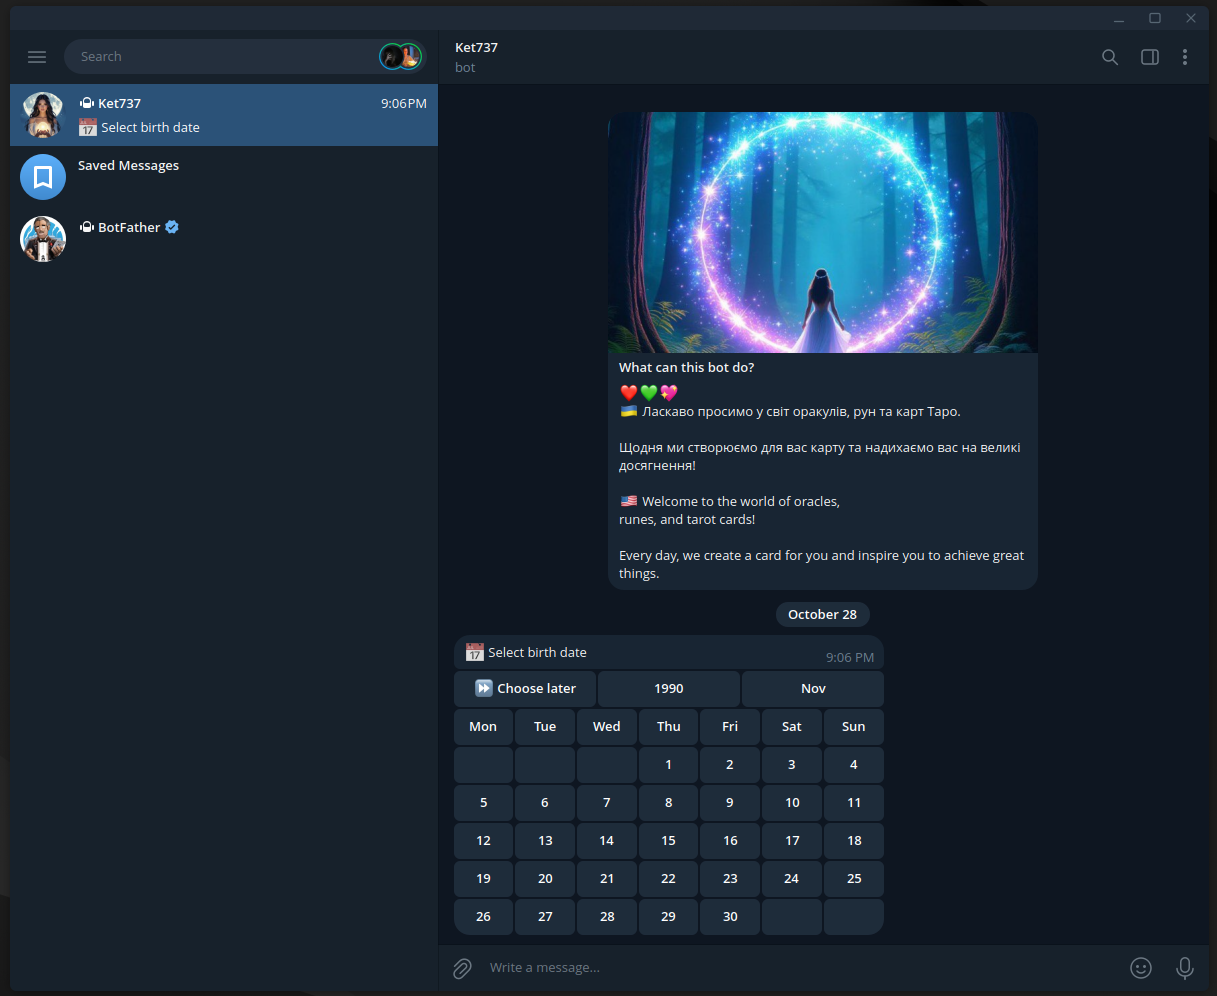 Search
Ket737
9:06 PM
17 Select birth date
Saved Messages
BotFather
Ket737
bot
What can this bot do?
Ласкаво просимо у світ оракулів, рун та карт Таро.
Щодня ми створюємо для вас карту та надихаємо вас на великі
досягнення!
Welcome to the world of oracles,
runes, and tarot cards!
Every day, we create a card for you and inspire you to achieve great
things.
October 28
17 Select birth date
9:06 PM
Choose later 1990 Nov
Mon Tue Wed Thu Fri Sat Sun
1 2 3 4
5 6 7 8 9 10 11
12 13 14 15 16 17 18
19 20 21 22 23 24 25
26 27 28 29 30
Write a message...